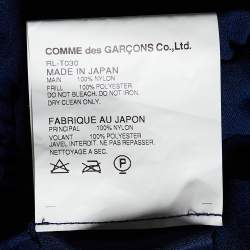 COMME des GARÇONS Co., Ltd.
RL-T030
MADE IN JAPAN
MAIN 100% NYLON
FRILL 100% POLYESTER
DO NOT BLEACH. DO NOT IRON.
DRY CLEAN ONLY
FABRIQUE AU JAPON
PRINCIPAL 100% NYLON
VOLANT 100% POLYESTER
JAVEL INTERDIT. NE PAS REPASSER.
NETTOYAGE A SEC.
P